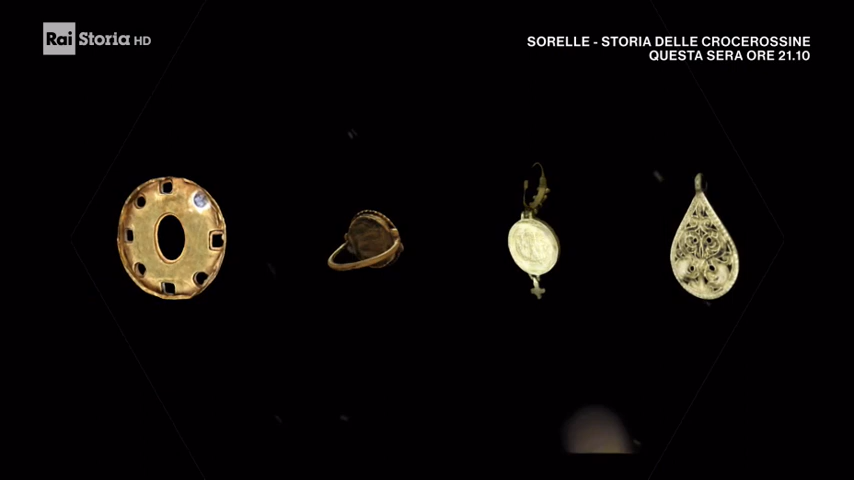 Rai Storia HD
SORELLE - STORIA DELLE CROCEROSSINE
QUESTA SERA ORE 21.10